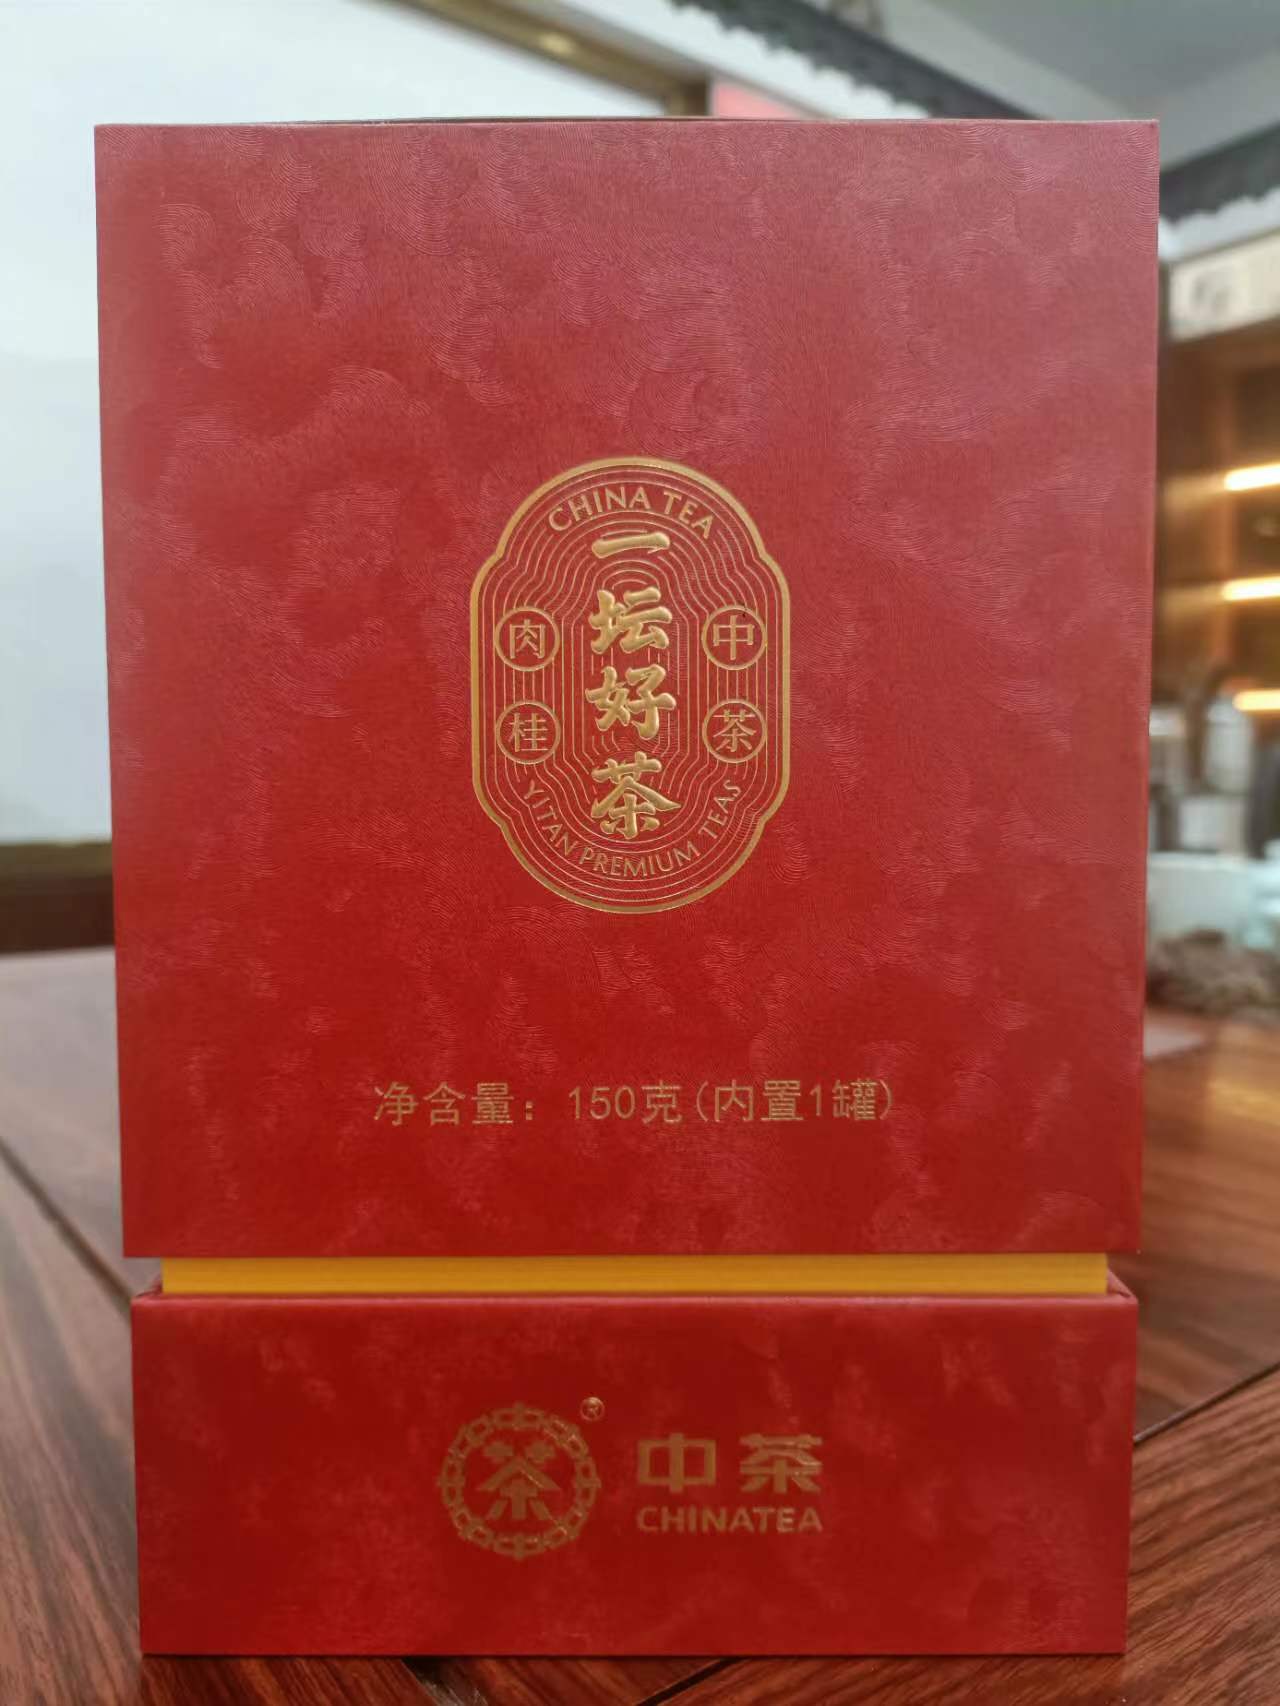 CHINA TEA
一坛好茶
中茶
肉桂
YITAN PREMIUM TEAS
净含量：150克(内置1罐)
茶
®
中茶
CHINATEA